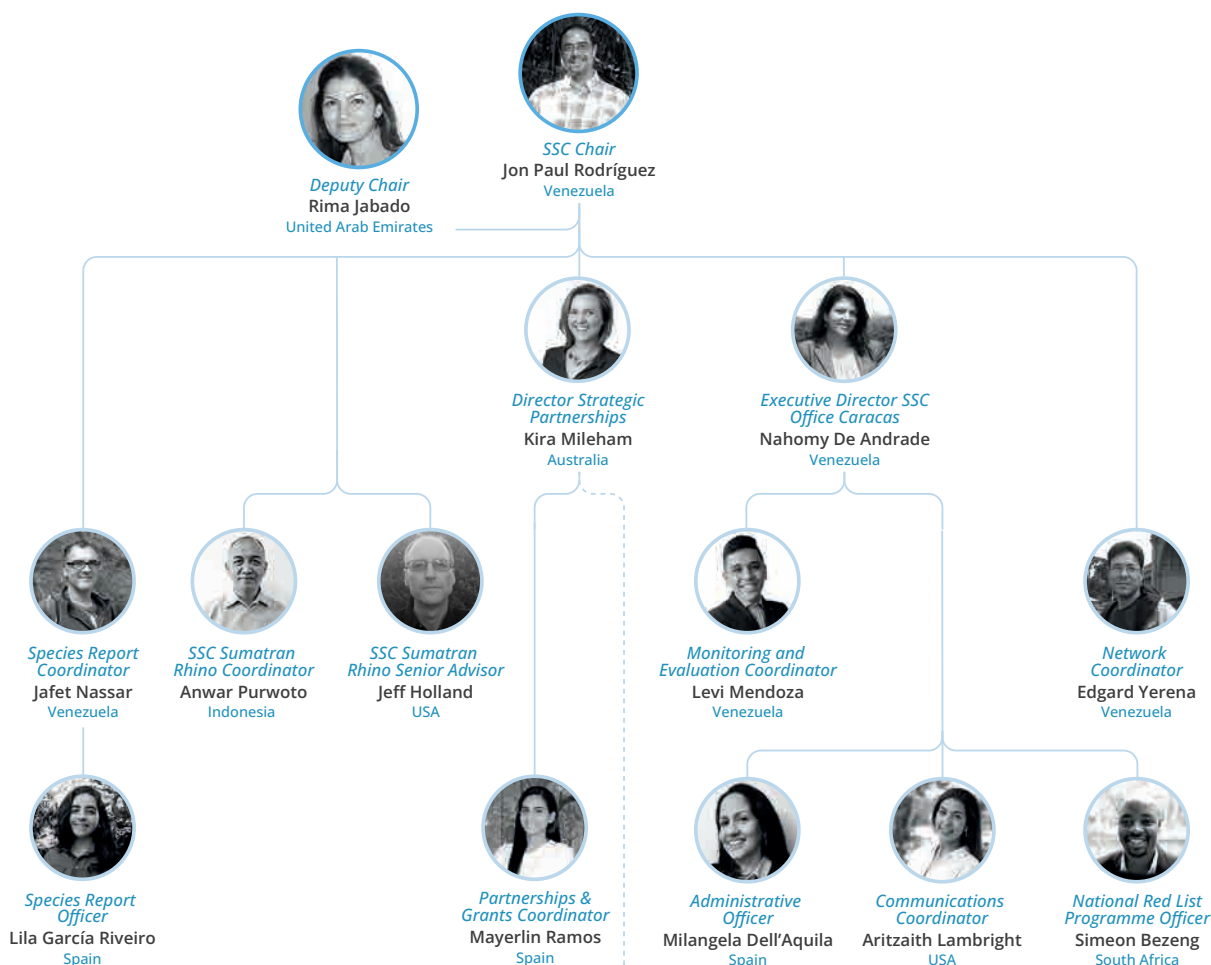 SSC Chair
Jon Paul Rodríguez
Venezuela
Deputy Chair
Rima Jabado
United Arab Emirates
Director Strategic
Partnerships
Kira Mileham
Australia
Executive Director SSC
Office Caracas
Nahomy De Andrade
Venezuela
Species Report
Coordinator
Jafet Nassar
Venezuela
SSC Sumatran
Rhino Coordinator
Anwar Purwoto
Indonesia
SSC Sumatran
Rhino Senior Advisor
Jeff Holland
USA
Monitoring and
Evaluation Coordinator
Levi Mendoza
Venezuela
Network
Coordinator
Edgard Yerena
Venezuela
Species Report
Officer
Lila García Riveiro
Spain
Partnerships &
Grants Coordinator
Mayerlin Ramos
Spain
Administrative
Officer
Milangela Dell’Aquila
Spain
Communications
Coordinator
Aritzaith Lambright
USA
National Red List
Programme Officer
Simeon Bezeng
South Africa